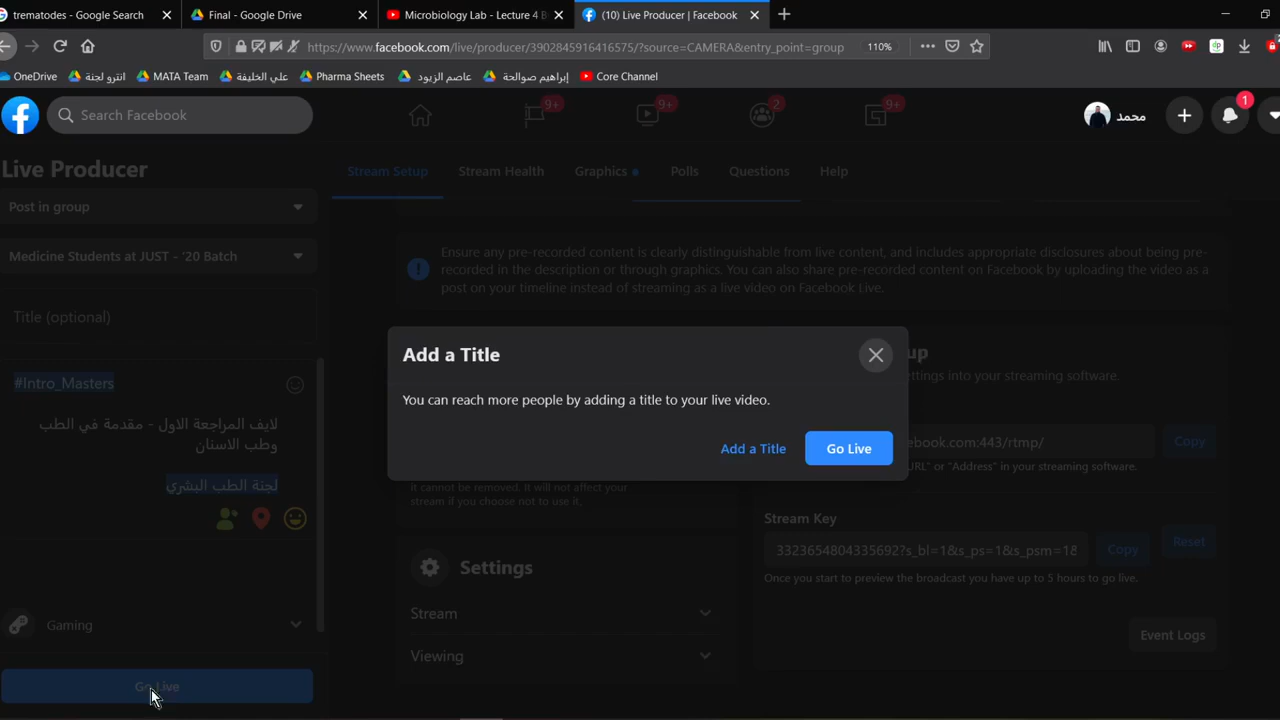 trematodes - Google Search
Final - Google Drive
Microbiology Lab - Lecture 4 B
(10) Live Producer | Facebook
https://www.facebook.com/live/producer/3902845916416575/?source=CAMERA&entry_point=group
110%
OneDrive
انترو لجنة
MATA Team
علي الخليفة
Pharma Sheets
عاصم الزيود
إبراهيم صوالحة
Core Channel
Search Facebook
9+
9+
2
9+
محمد
1
Live Producer
Stream Setup
Stream Health
Graphics
Polls
Questions
Help
Post in group
Medicine Students at JUST - '20 Batch
Title (optional)
#Intro_Masters
لايف المراجعة الاول - مقدمة في الطب
وطب الاسنان
لجنة الطب البشري
Gaming
Go Live
Ensure any pre-recorded content is clearly distinguishable from live content, and includes appropriate disclosures about being pre-
recorded in the description or through graphics. You can also share pre-recorded content on Facebook by uploading the video as a
post on your timeline instead of streaming as a live video on Facebook Live.
Add a Title
You can reach more people by adding a title to your live video.
Add a Title
Go Live
ettings into your streaming software.
ebook.com:443/rtmp/
Copy
URL" or "Address" in your streaming software.
it cannot be removed. It will not affect your
stream if you choose not to use it.
Stream Key
3323654804335692?s_bl=1&s_ps=1&s_psm=18
Copy
Reset
Once you start to preview the broadcast you have up to 5 hours to go live.
Settings
Stream
Viewing
Event Logs